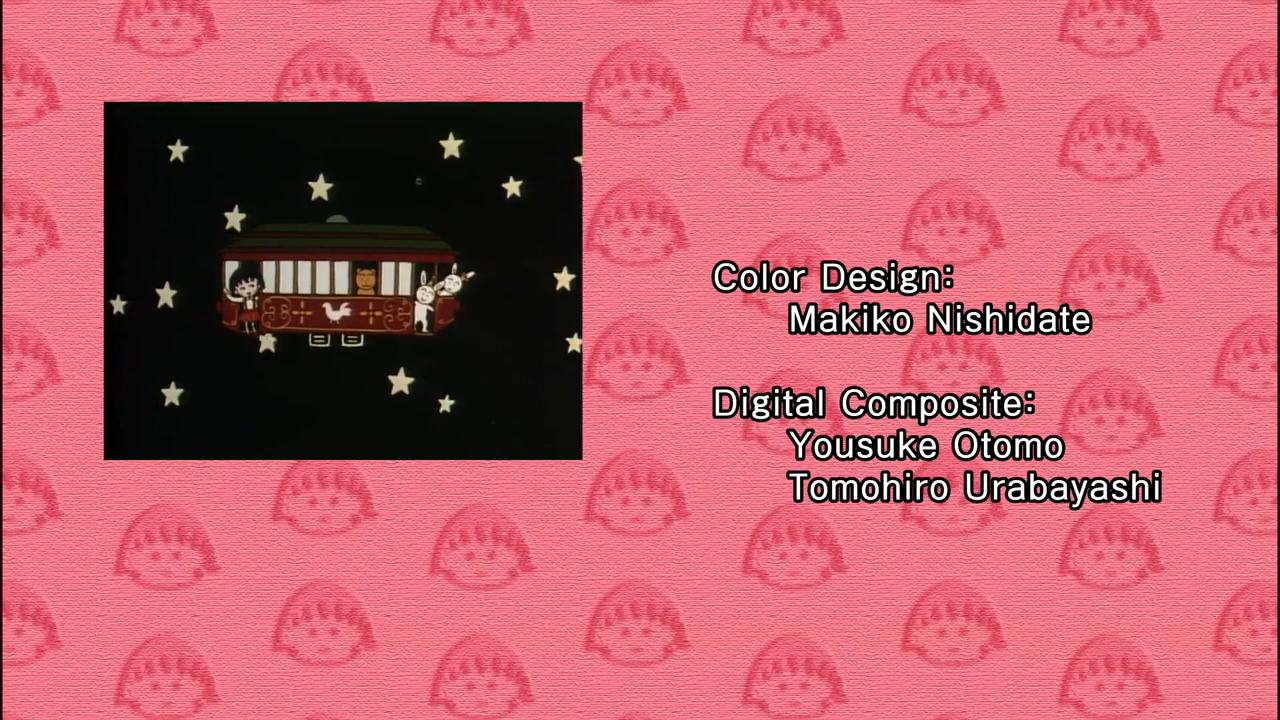 Color Design:
Makiko Nishidate
Digital Composite:
Yousuke Otomo
Tomohiro Urabayashi